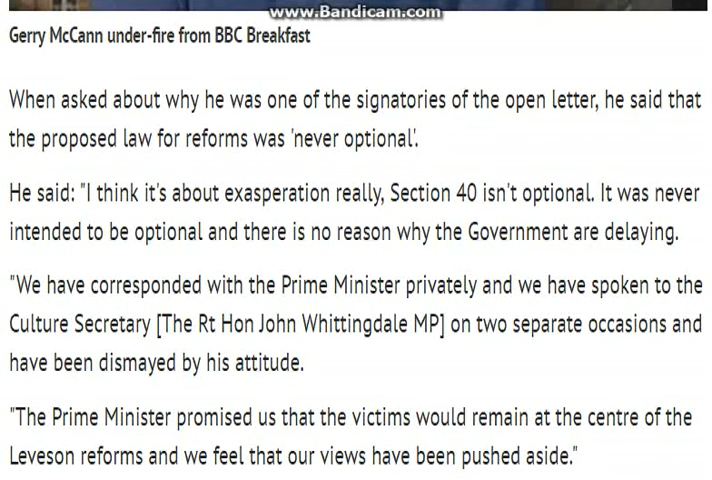 www.Bandicam.com
Gerry McCann under-fire from BBC Breakfast
When asked about why he was one of the signatories of the open letter, he said that
the proposed law for reforms was 'never optional'.
He said: "I think it's about exasperation really, Section 40 isn't optional. It was never
intended to be optional and there is no reason why the Government are delaying.
"We have corresponded with the Prime Minister privately and we have spoken to the
Culture Secretary [The Rt Hon John Whittingdale MP] on two separate occasions and
have been dismayed by his attitude.
"The Prime Minister promised us that the victims would remain at the centre of the
Leveson reforms and we feel that our views have been pushed aside."